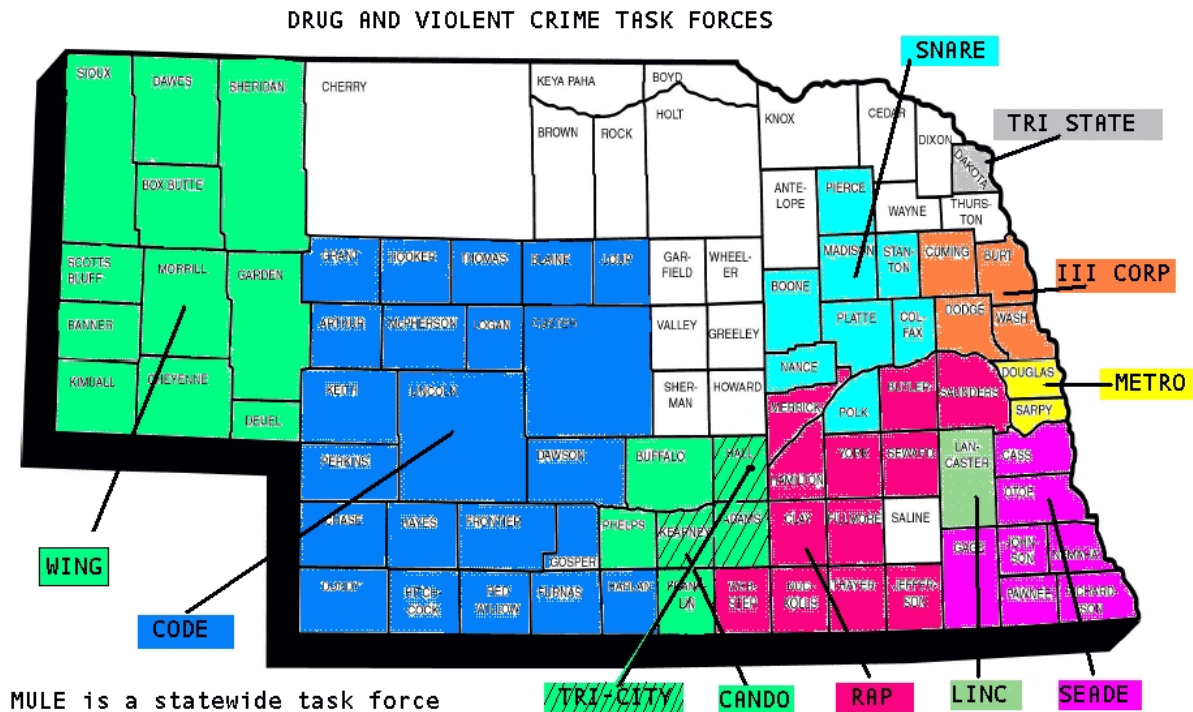 DRUG AND VIOLENT CRIME TASK FORCES
SNARE
TRI STATE
III CORP
METRO
SIOUX
DAWES
SHERIDAN
CHERRY
KEYA PAHA
BOYD
BROWN
ROCK
HOLT
KNOX
CEDAR
DIXON
DAKOTA
BOX BUTTE
ANTE-
LOPE
PIERCE
WAYNE
THURS-
TON
SCOTTS
BLUFF
MORRILL
GARDEN
GRANT
HOOKER
THOMAS
BLAINE
LOUP
GAR-
FIELD
WHEEL-
ER
BOONE
MADISON
STAN-
TON
CUMING
BURT
BANNER
ARTHUR
McPHERSON
LOGAN
CUSTER
VALLEY
GREELEY
PLATTE
COL-
FAX
DODGE
WASH.
KIMBALL
CHEYENNE
DEUEL
KEITH
LINCOLN
SHER-
MAN
HOWARD
NANCE
MERRICK
POLK
BUTLER
SAUNDERS
DOUGLAS
SARPY
PERKINS
DAWSON
BUFFALO
HALL
HAMILTON
YORK
SEWARD
LAN-
CASTER
CASS
OTOE
CHASE
HAYES
FRONTIER
GOSPER
PHELPS
KEARNEY
ADAMS
CLAY
FILLMORE
SALINE
GAGE
JOHN-
SON
NEMAHA
DUNDY
HITCH-
COCK
RED
WILLOW
FURNAS
HARLAN
FRANK-
LIN
WEB-
STER
NUC-
KOLLS
THAYER
JEFFER-
SON
PAWNEE
RICHARD-
SON
WING
CODE
TRI-CITY
CANDO
RAP
LINC
SEADE
MULE is a statewide task force